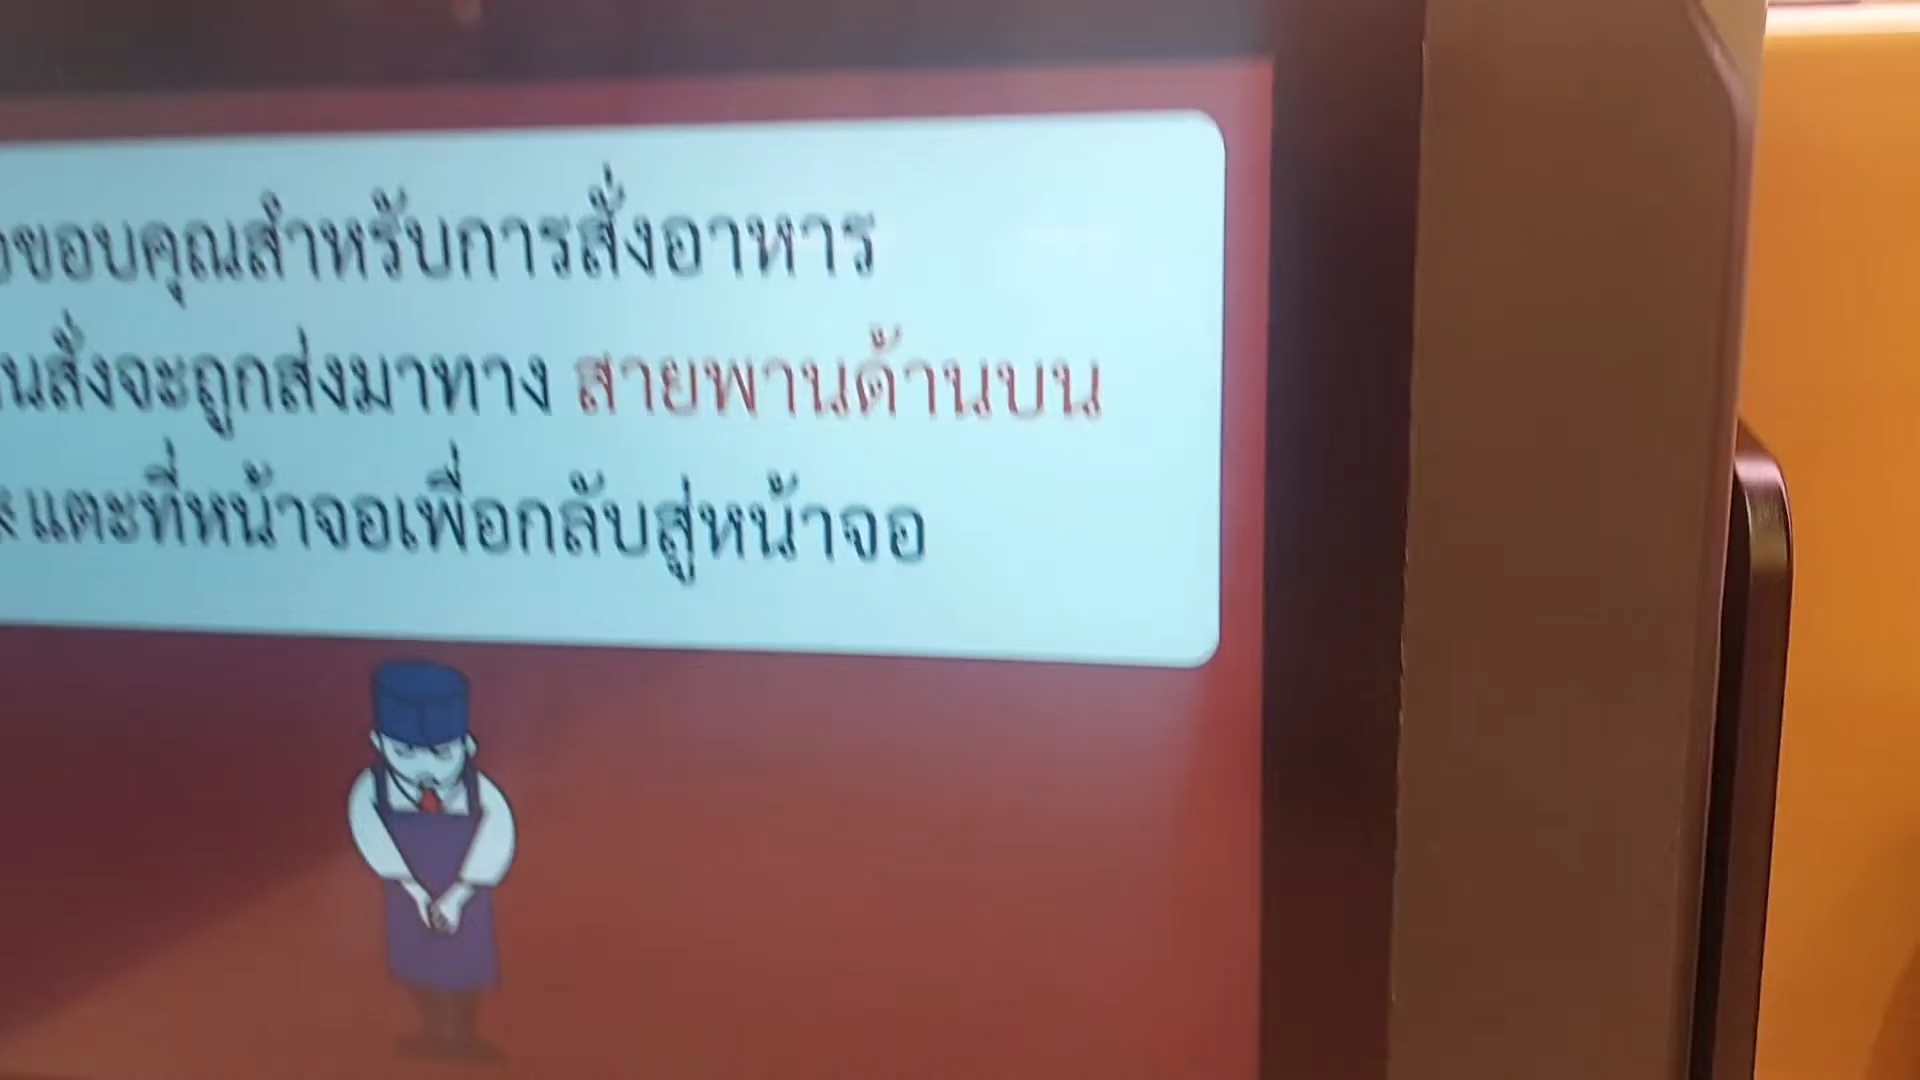 ขอบคุณสำหรับการสั่งอาหาร
สั่งจะถูกส่งมาทาง สายพานด้านบน
แตะที่หน้าจอเพื่อกลับสู่หน้าจอ